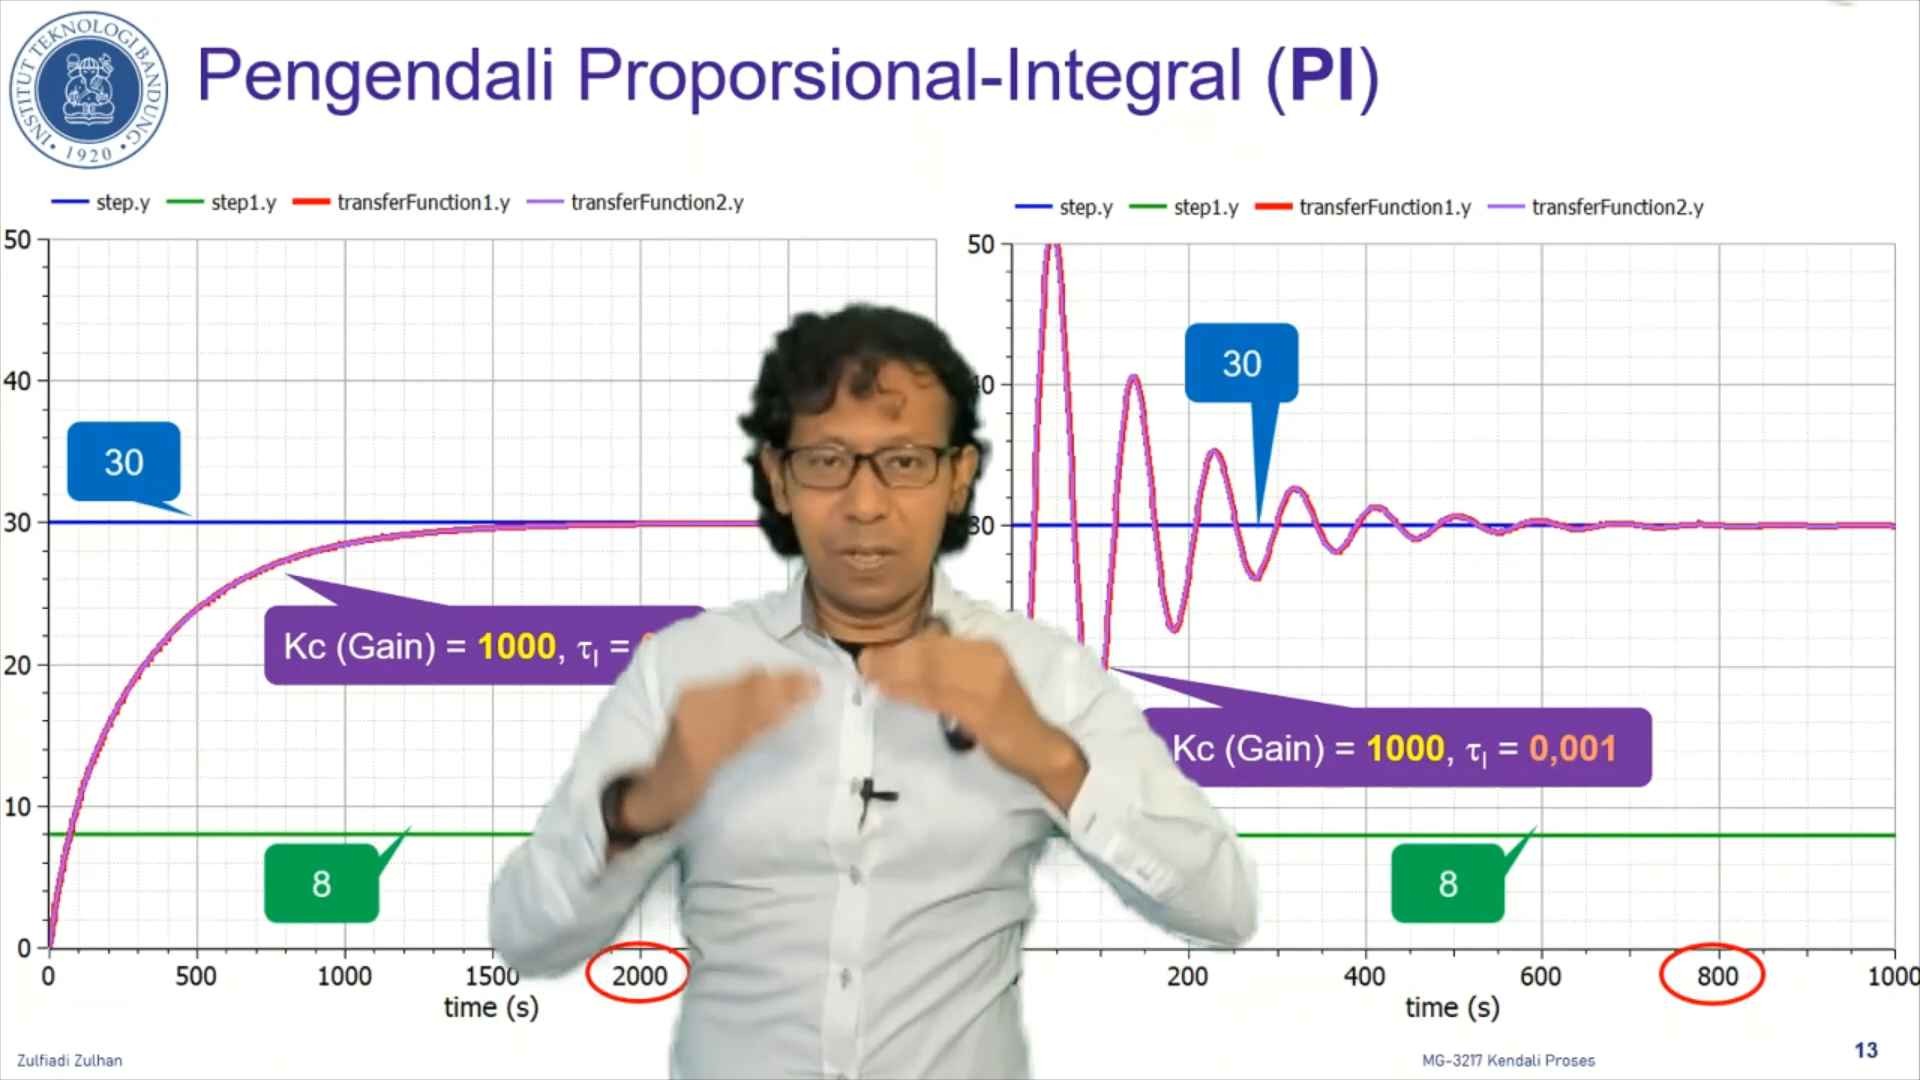 INSTITUT TEKNOLOGI BANDUNG
• 1920 •
Pengendali Proporsional-Integral (PI)
step.y step1.y transferFunction1.y transferFunction2.y
50
40
30
20
10
0
30
Kc (Gain) = 1000, τI =
8
0 500 1000 1500 2000
time (s)
step.y step1.y transferFunction1.y transferFunction2.y
50
30
Kc (Gain) = 1000, τI = 0,001
8
200 400 600 800 1000
time (s)
Zulfiadi Zulhan
MG-3217 Kendali Proses
13